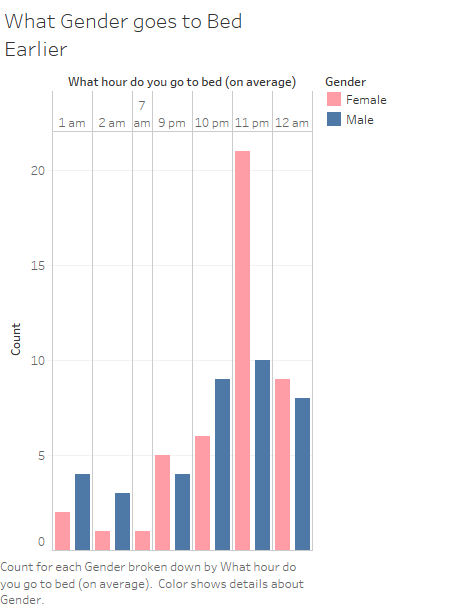 What Gender goes to Bed
Earlier
What hour do you go to bed (on average)
Gender
Female
Male
7
1 am 2 am am 9 pm 10 pm 11 pm 12 am
20
15
10
5
0
Count
Count for each Gender broken down by What hour do
you go to bed (on average).  Color shows details about
Gender.